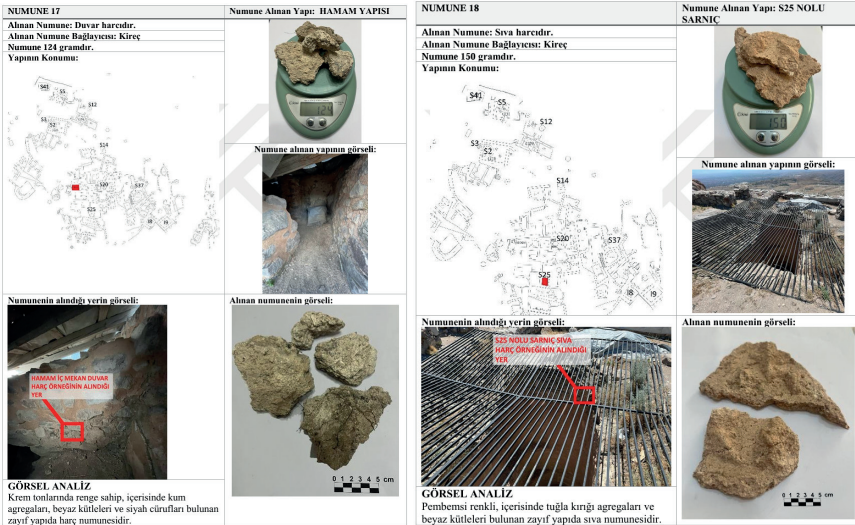 NUMUNE 17
Numune Alınan Yapı: HAMAM YAPISI
Alınan Numune: Duvar harcıdır.
Alınan Numune Bağlayıcısı: Kireç
Numune 124 gramdır.
Yapının Konumu:
S41
S5
S12
S3
S2
S14
S20
S37
S25
I8
I9
124
Numune alınan yapının görseli:
Numunenin alındığı yerin görseli:
HAMAM İÇ MEKAN DUVAR
HARÇ ÖRNEĞİNİN ALINDIĞI
YER
Alınan numunenin görseli:
0 1 2 3 4 5 cm
GÖRSEL ANALİZ
Krem tonlarında renge sahip, içerisinde kum
agregaları, beyaz kütleleri ve siyah cürufları bulunan
zayıf yapıda harç numunesidir.
NUMUNE 18
Numune Alınan Yapı: S25 NOLU
SARNIÇ
Alınan Numune: Sıva harcıdır.
Alınan Numune Bağlayıcısı: Kireç
Numune 150 gramdır.
Yapının Konumu:
S41
S5
S12
S3
S2
S14
S20
S37
S25
I8
I9
150
Numune alınan yapının görseli:
Numunenin alındığı yerin görseli:
S25 NOLU SARNIÇ SIVA
HARÇ ÖRNEĞİNİN ALINDIĞI
YER
Alınan numunenin görseli:
0 1 2 3 4 5 cm
GÖRSEL ANALİZ
Pembemsi renkli, içerisinde tuğla kırığı agregaları ve
beyaz kütleleri bulunan zayıf yapıda sıva numunesidir.